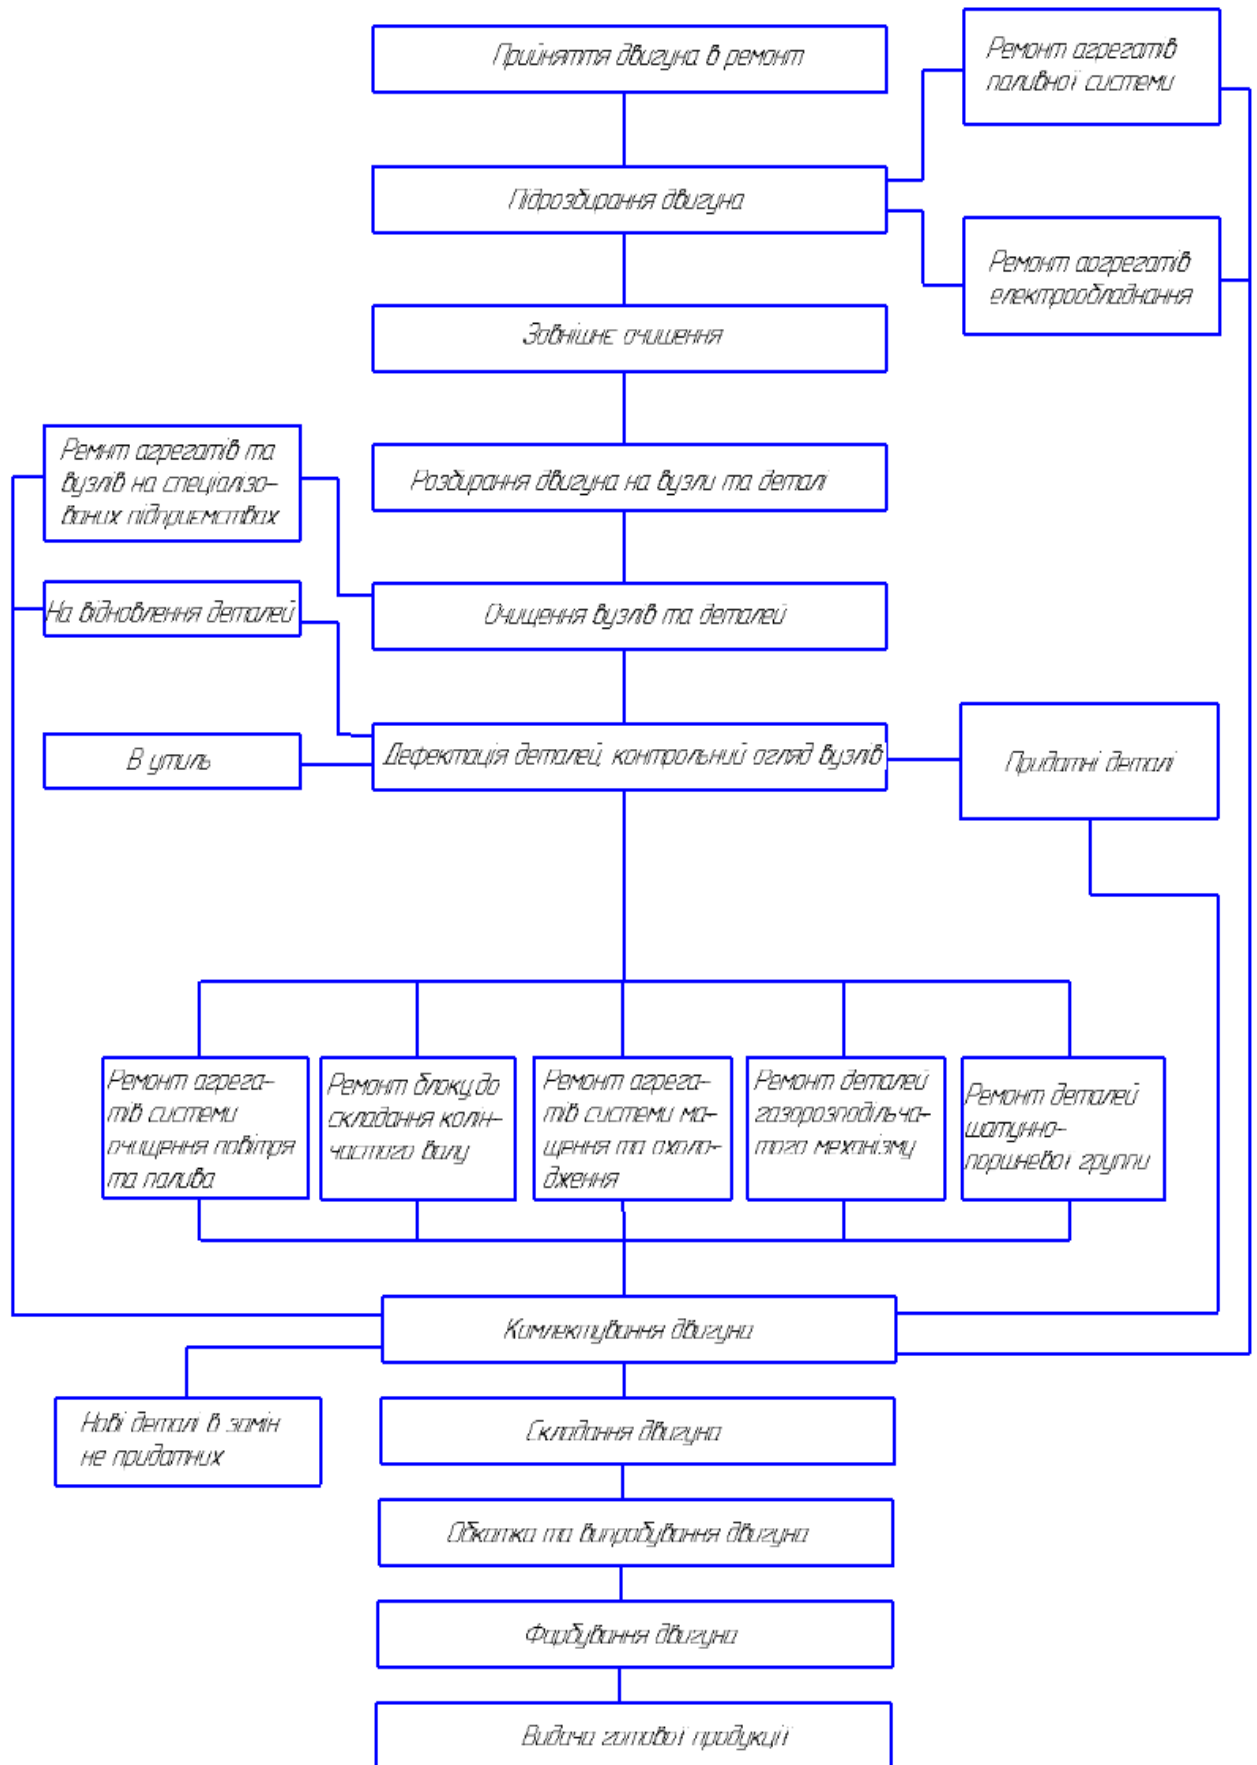 Прийняття двигуна в ремонт
Ремонт агрегатів
паливної системи
Підрозбирання двигуна
Ремонт аогрегатів
електрообладнання
Зовнішнє очищення
Ремнт агрегатів та
вузлів на спеціалізо-
ваних підприємствах
Розбирання двигуна на вузли та деталі
На відновлення деталей
Очищення вузлів та деталей
В утиль
Дефектація деталей, контрольний огляд вузлів
Придатні деталі
Ремонт агрега-
тів системи
очищення повітря
та палива
Ремонт блоку,до
складання колін-
частого валу
Ремонт агрега-
тів системи ма-
щення та охоло-
дження
Ремонт деталей
газорозподільча-
того механізму
Ремонт деталей
шатунно-
поршневої группи
Комлектування двигуна
Нові деталі в замін
не придатних
Складання двигуна
Обкатка та випробування двигуна
Фарбування двигуна
Видача готової продукції